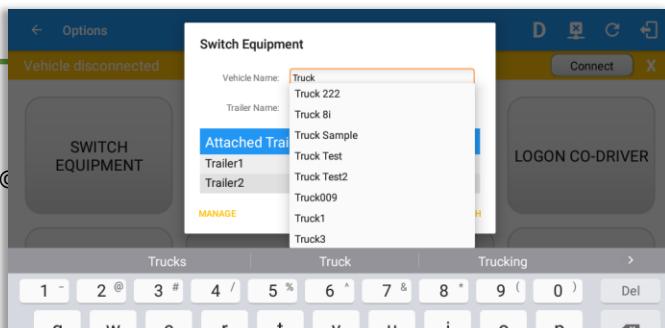 Options
D
Switch Equipment
Vehicle disconnected
Connect X
Vehicle Name: Truck
Trailer Name:
Truck 222
Truck 8i
Truck Sample
Truck Test
Truck Test2
Truck009
Truck1
Truck3
Attached Trai
Trailer1
Trailer2
MANAGE
H
SWITCH
EQUIPMENT
LOGON CO-DRIVER
@
Trucks Truck Trucking
1 - 2 @ 3 # 4 / 5 % 6 ^ 7 & 8 * 9 ( 0 ) Del